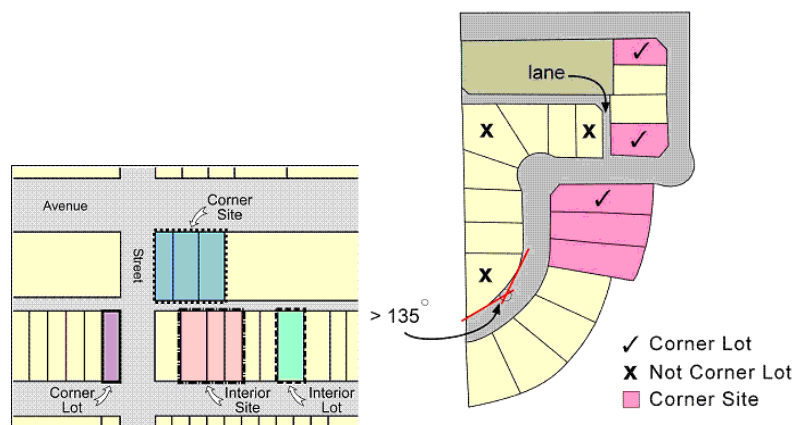 Avenue
Corner
Site
Street
Corner
Lot
Interior
Site
Interior
Lot
lane
✓
✓
x
x
✓
x
> 135°
✓ Corner Lot
x Not Corner Lot
Corner Site